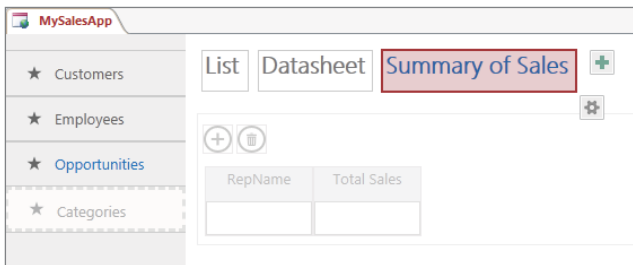 MySalesApp
Customers
Employees
Opportunities
Categories
List Datasheet Summary of Sales
RepName Total Sales